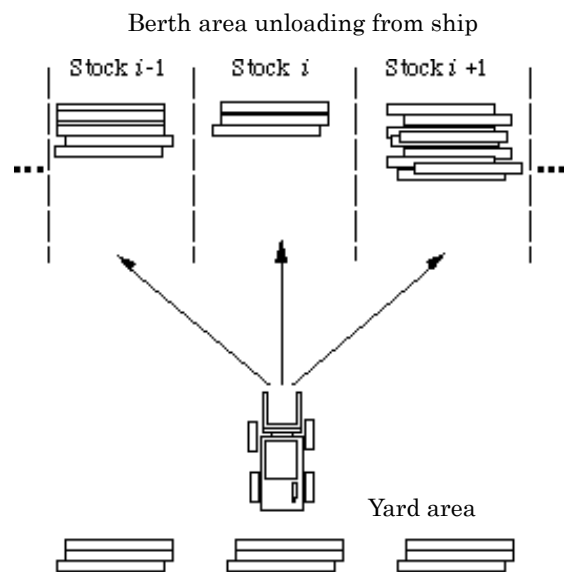 Berth area unloading from ship
Stock i-1 Stock i Stock i +1
Yard area